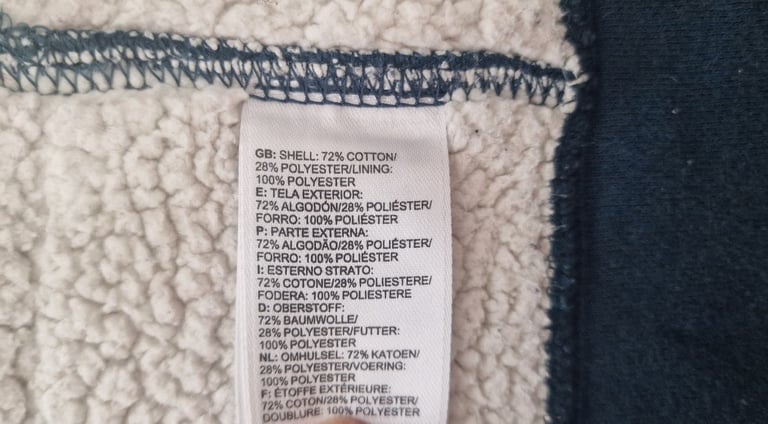 GB: SHELL: 72% COTTON/
28% POLYESTER/LINING:
100% POLYESTER
E: TELA EXTERIOR:
72% ALGODÓN/28% POLIÉSTER/
FORRO: 100% POLIÉSTER
P: PARTE EXTERNA:
72% ALGODÃO/28% POLIÉSTER/
FORRO: 100% POLIÉSTER
I: ESTERNO STRATO:
72% COTONE/28% POLIESTERE/
FODERA: 100% POLIESTERE
D: OBERSTOFF:
72% BAUMWOLLE/
28% POLYESTER/FUTTER:
100% POLYESTER
NL: OMHULSEL: 72% KATOEN/
28% POLYESTER/VOERING:
100% POLYESTER
F: ÉTOFFE EXTÉRIEURE:
72% COTON/28% POLYESTER/
DOUBLURE: 100% POLYESTER